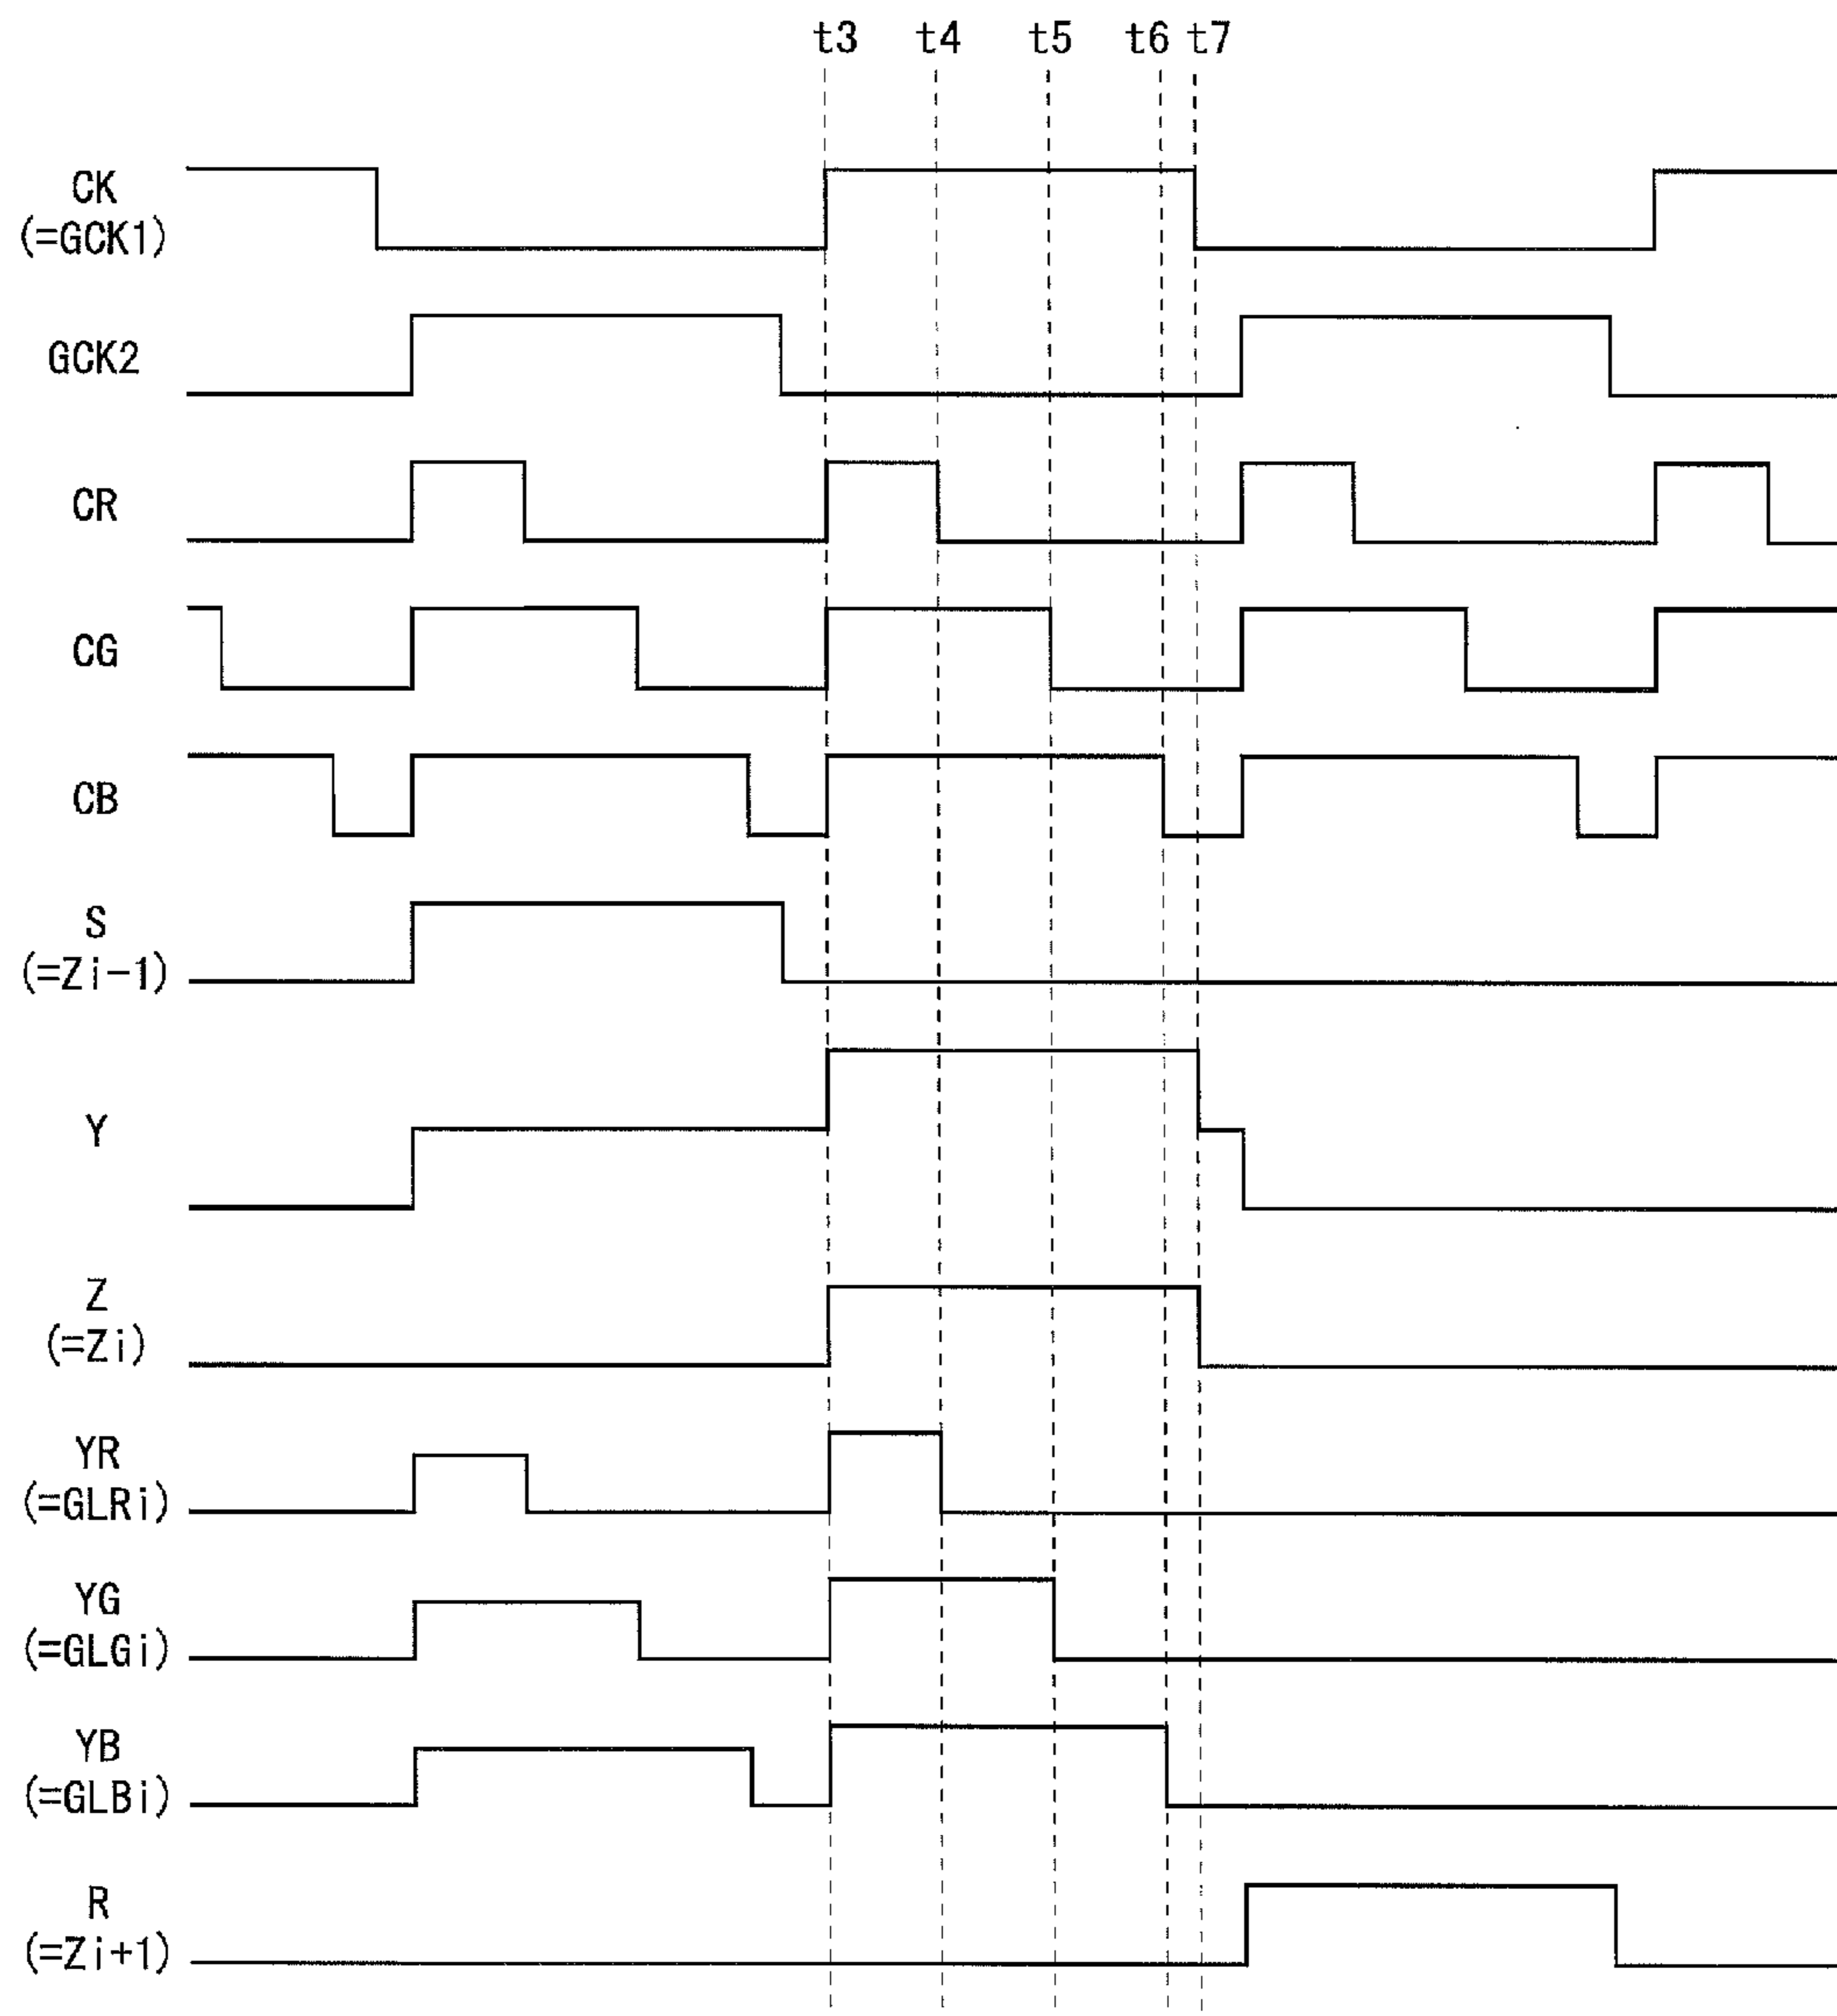 t3 t4 t5 t6 t7
CK
(=GCK1)
GCK2
CR
CG
CB
S
(=Zi-1)
Y
Z
(=Zi)
YR
(=GLRi)
YG
(=GLGi)
YB
(=GLBi)
R
(=Zi+1)